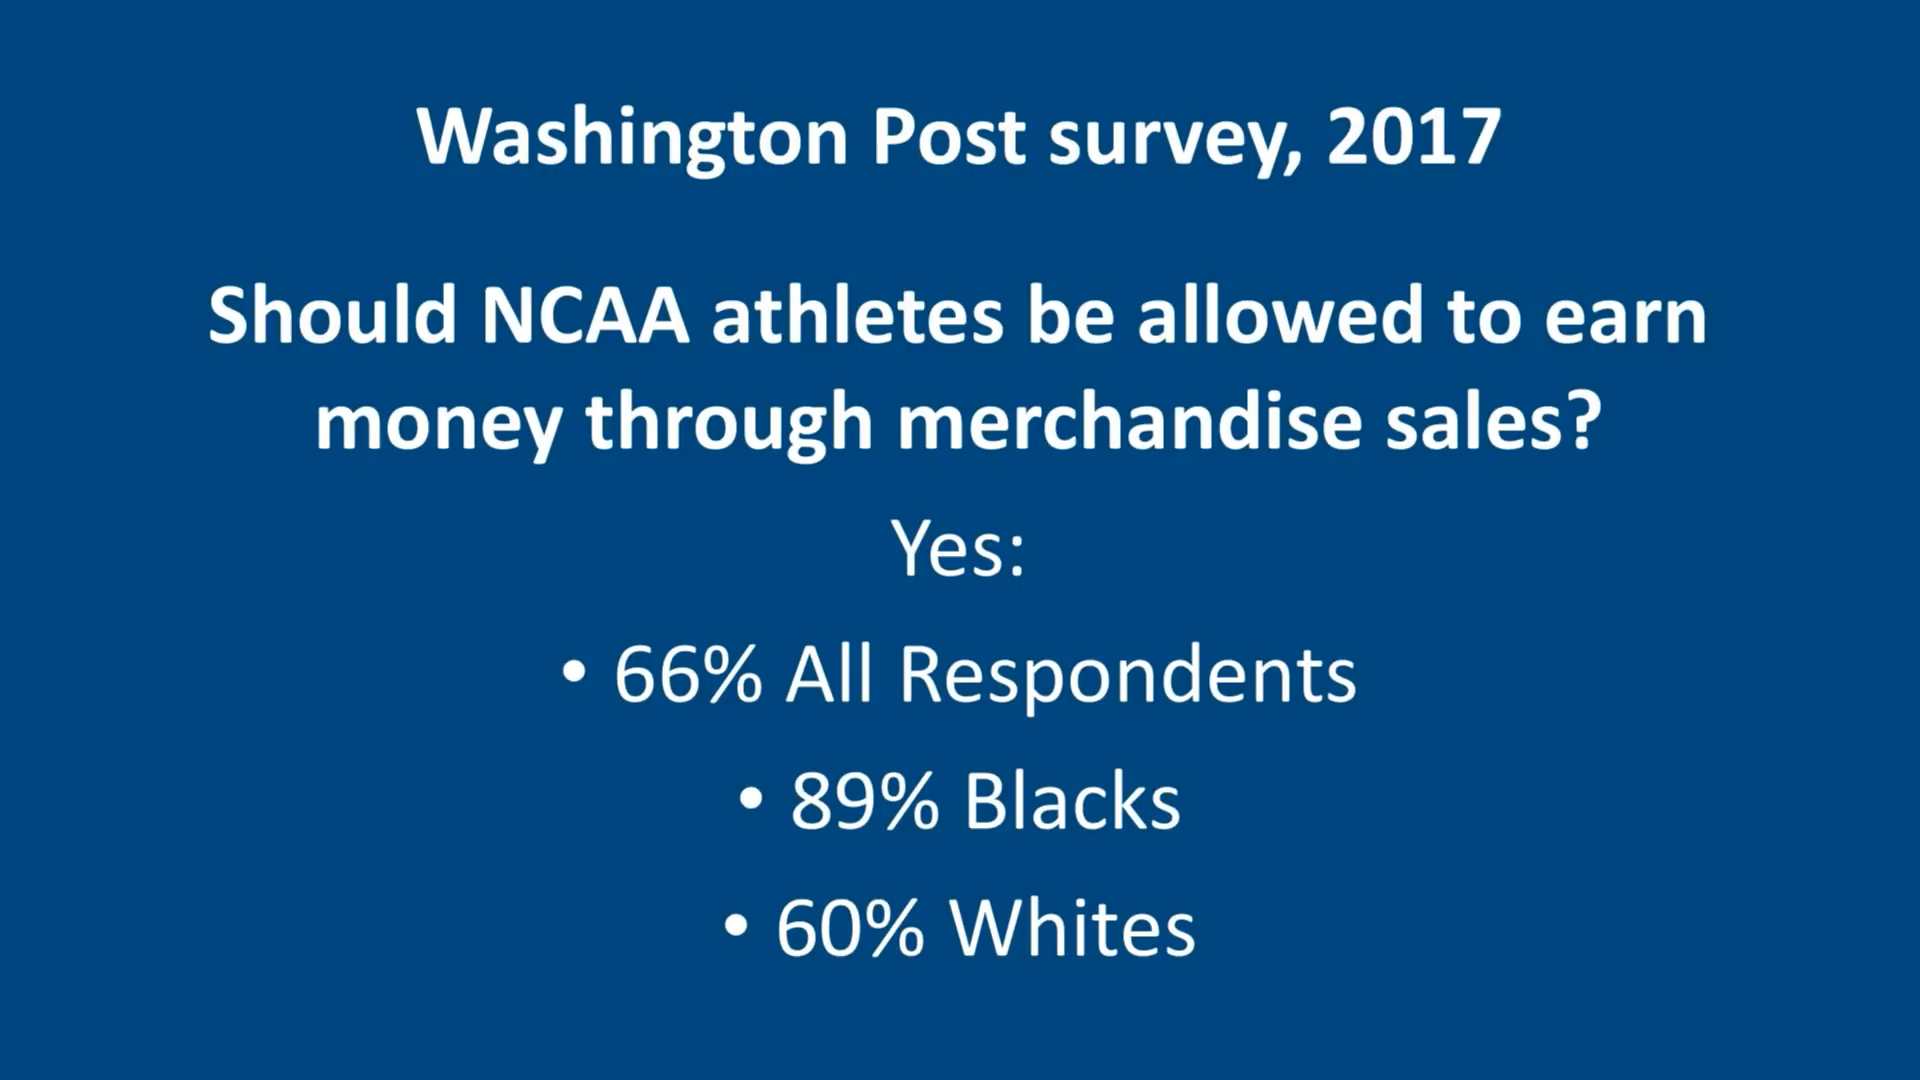 Washington Post survey, 2017
Should NCAA athletes be allowed to earn
money through merchandise sales?
Yes:
• 66% All Respondents
• 89% Blacks
• 60% Whites